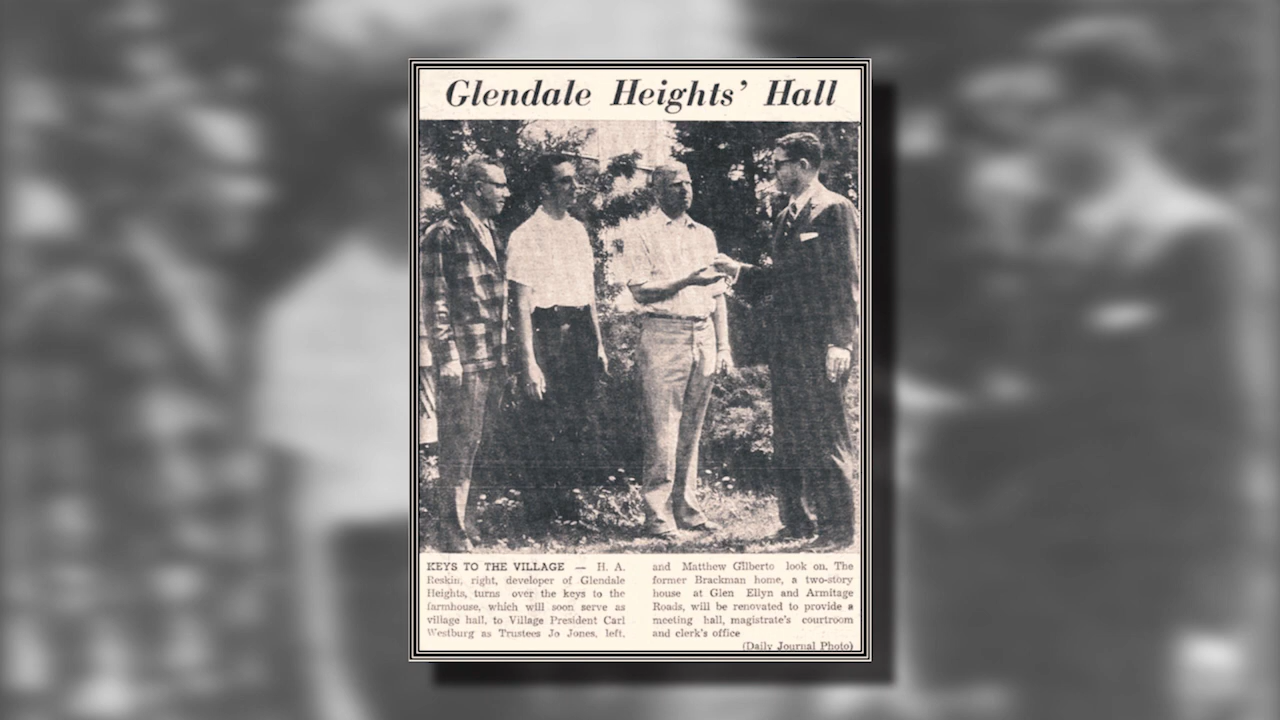 Glendale Heights' Hall
KEYS TO THE VILLAGE — H. A.
Reskin, right, developer of Glendale
Heights, turns over the keys to the
farmhouse, which will soon serve as
village hall, to Village President Carl
Westburg as Trustees Jo Jones, left,
and Matthew Gilberto look on. The
former Brackman home, a two-story
house at Glen Ellyn and Armitage
Roads, will be renovated to provide a
meeting hall, magistrate's courtroom
and clerk's office
(Daily Journal Photo)